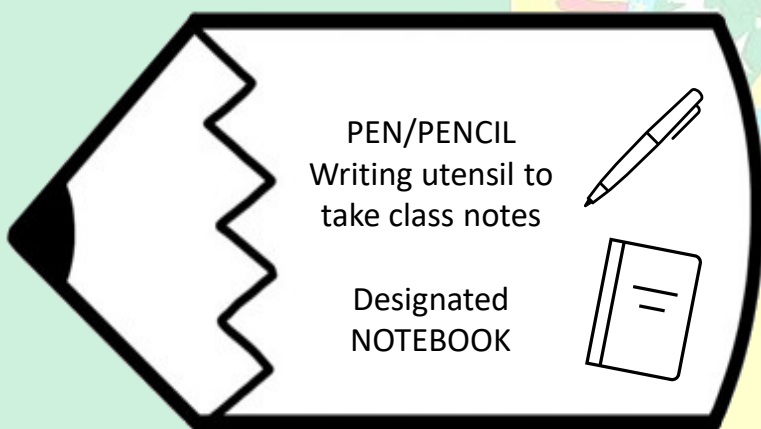 PEN/PENCIL
Writing utensil to
take class notes
Designated
NOTEBOOK